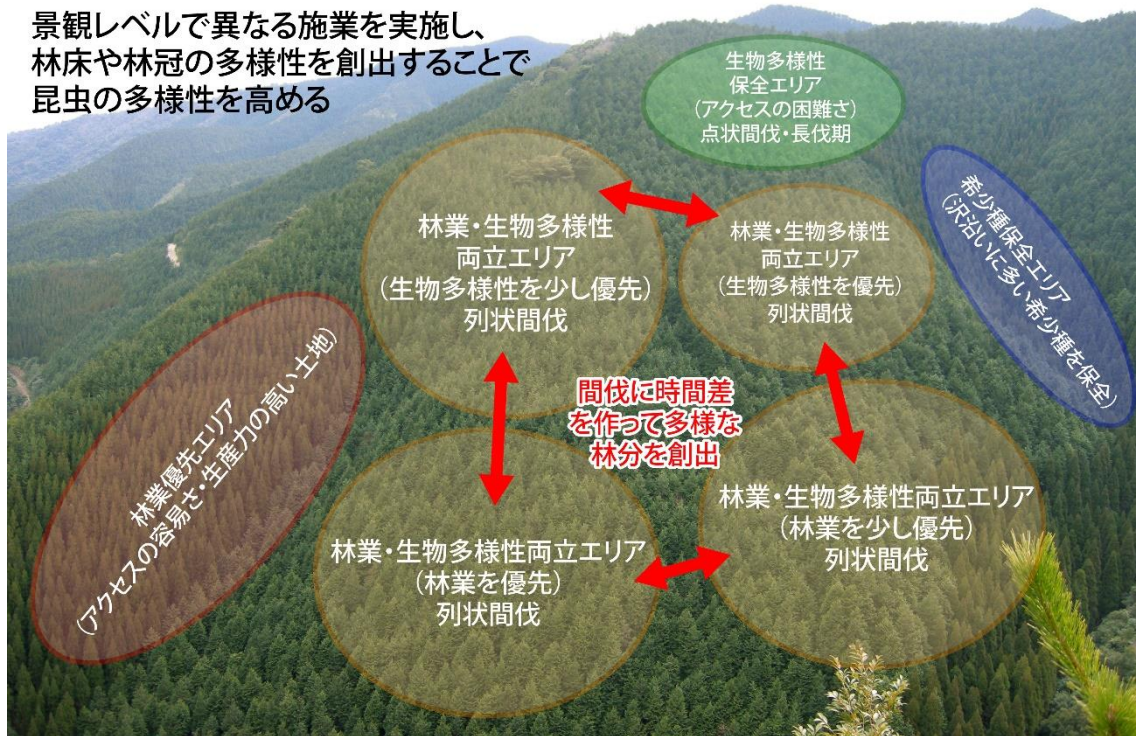 景観レベルで異なる施業を実施し、
林床や林冠の多様性を創出することで
昆虫の多様性を高める
生物多様性
保全エリア
(アクセスの困難さ)
点状間伐・長伐期
林業・生物多様性
両立エリア
(生物多様性を少し優先)
列状間伐
林業・生物多様性
両立エリア
(生物多様性を優先)
列状間伐
希少種保全エリア
(沢沿いに多い希少種を保全)
林業優先エリア
(アクセスの容易さ・生産力の高い土地)
間伐に時間差
を作って多様な
林分を創出
林業・生物多様性両立エリア
(林業を優先)
列状間伐
林業・生物多様性両立エリア
(林業を少し優先)
列状間伐